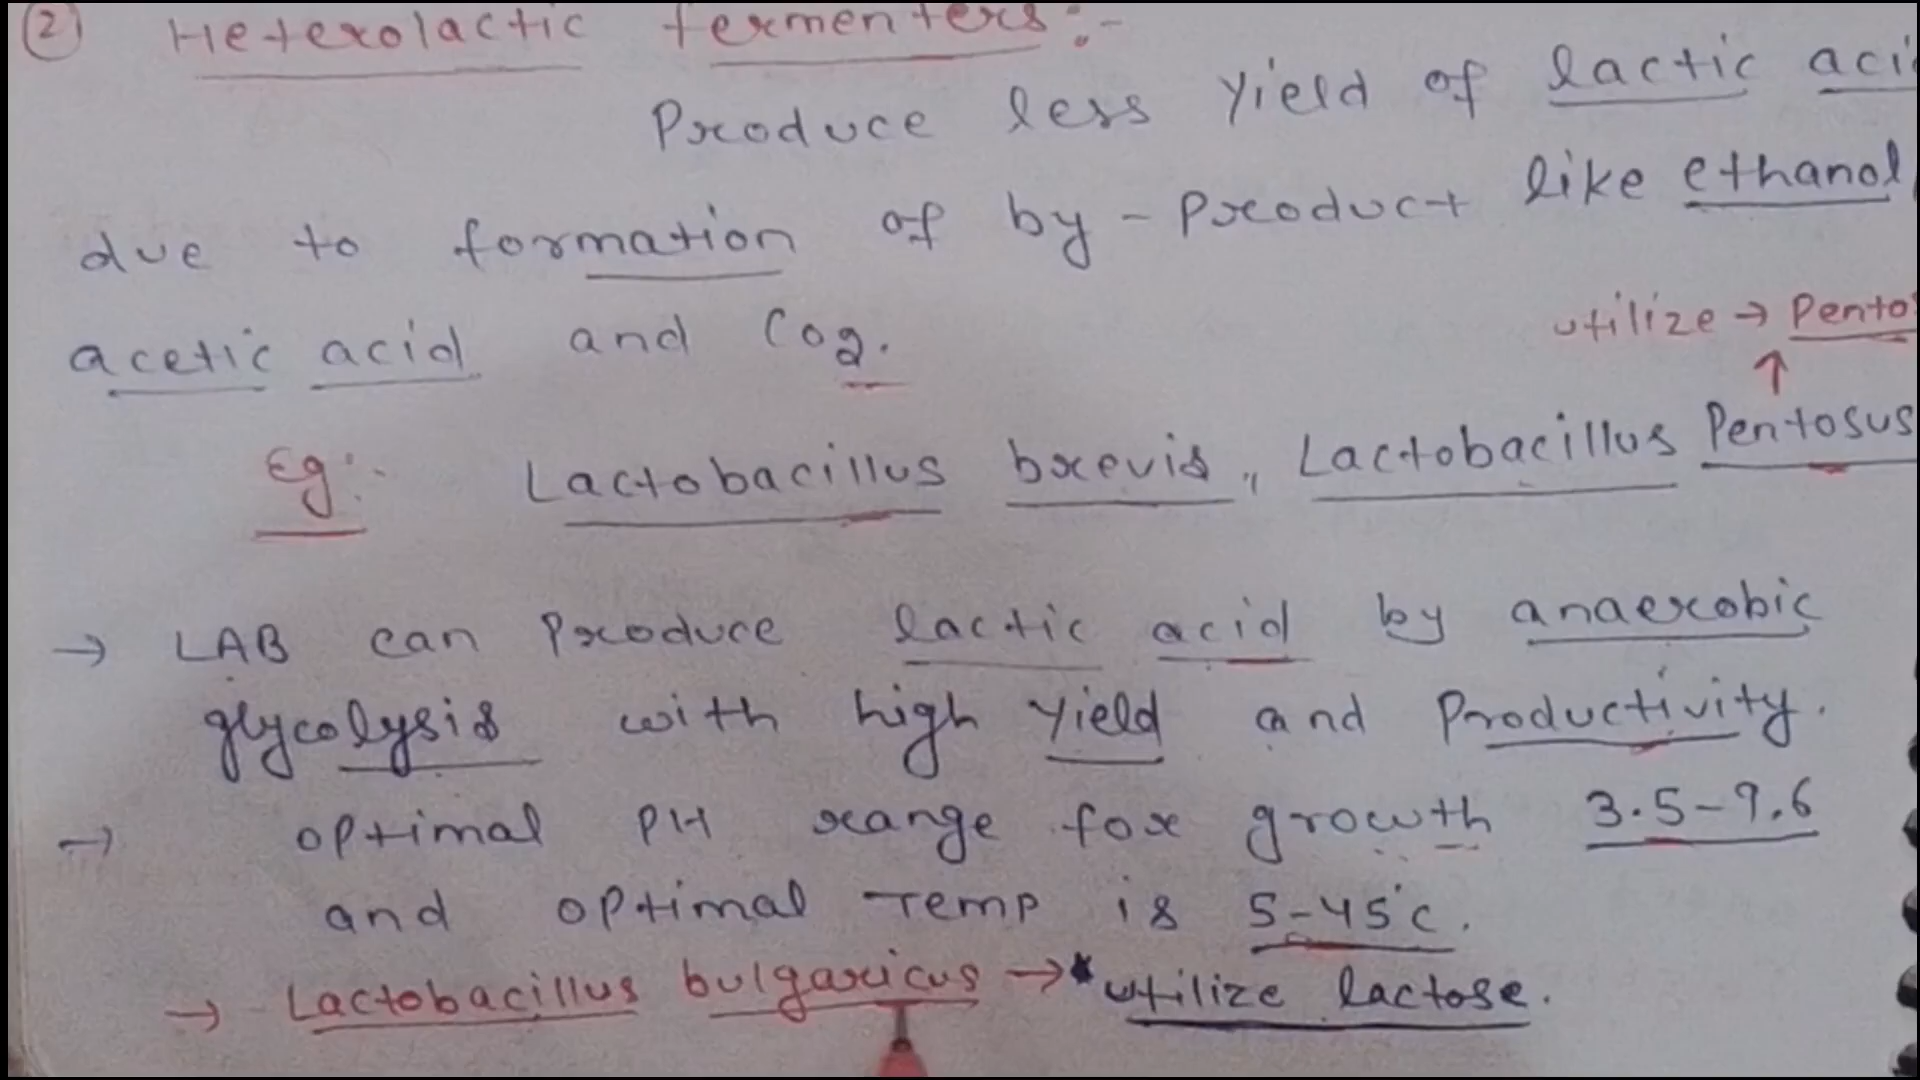 ② Heterolactic fermenters:-
Produce less Yield of lactic aci
due to formation of by-Product like ethanol
acetic acid and Co2.
utilize → Pento
↑
Eg:- Lactobacillus brevis, Lactobacillus Pentosus
→ LAB can Produce lactic acid by anaerobic
glycolysis with high Yield and Productivity.
→ optimal PH range for growth 3.5-9.6
and optimal Temp is 5-45°c.
→ Lactobacillus bulgaricus → * utilize lactose.